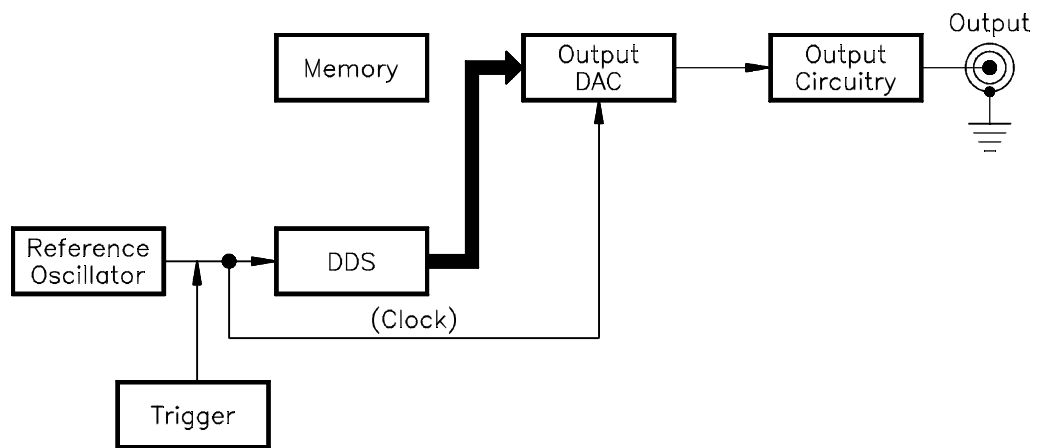 Output
Memory
Output
DAC
Output
Circuitry
Reference
Oscillator
DDS
(Clock)
Trigger